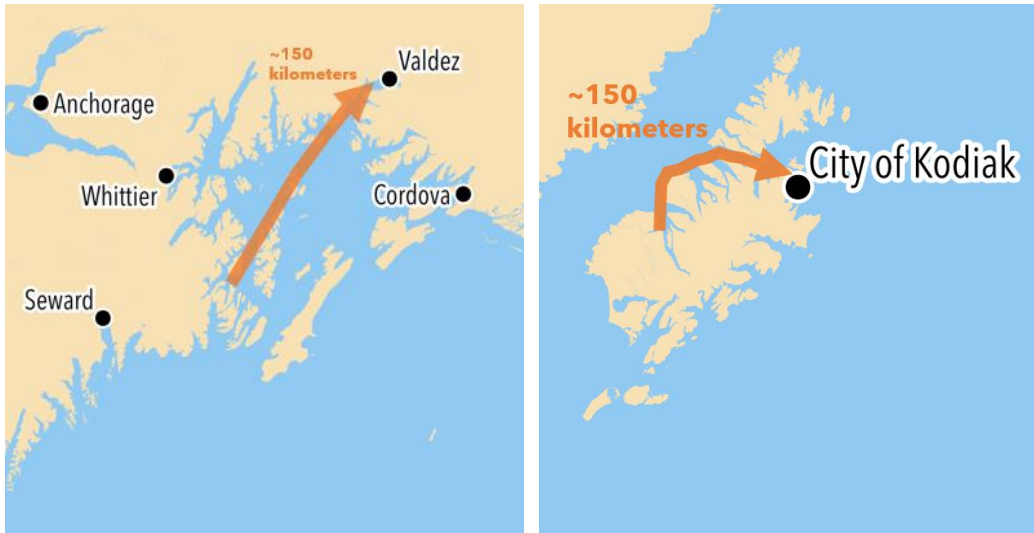 ~150
kilometers
Valdez
Anchorage
Whittier
Cordova
Seward
~150
kilometers
City of Kodiak